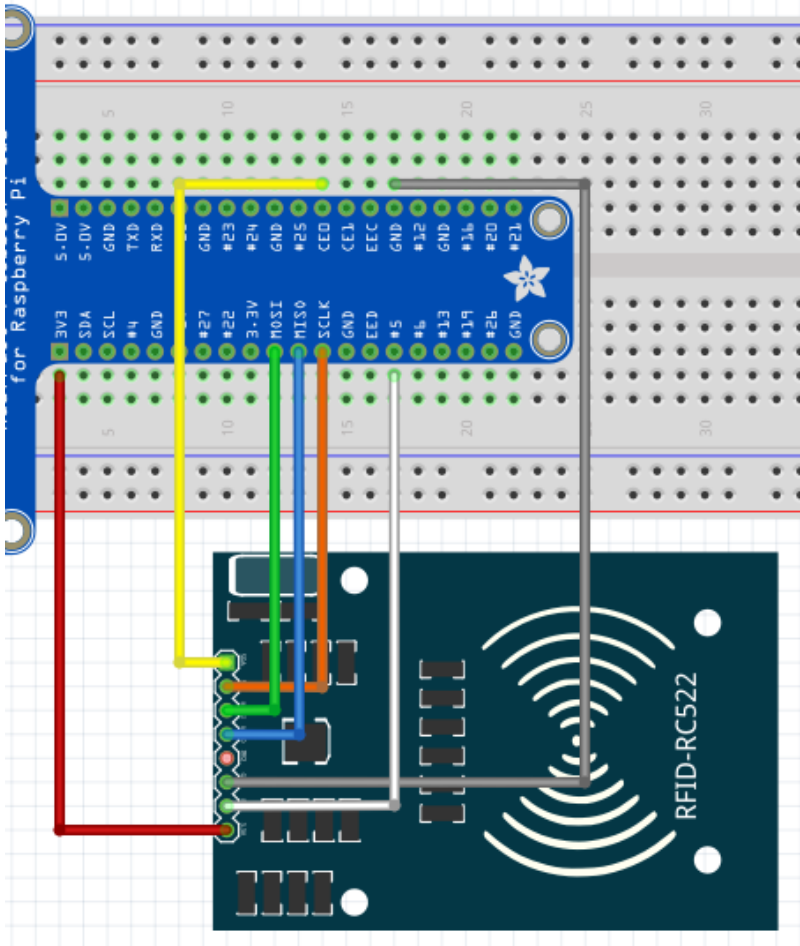 for Raspberry Pi
5
10
15
20
25
30
5.0V
5.0V
GND
TXD
RXD
GND
#23
#24
GND
#25
CE0
CE1
EEC
GND
#12
GND
#16
#20
#21
3V3
SDA
SCL
#4
GND
#27
#22
3.3V
MOSI
MISO
SCLK
GND
EED
#5
#6
#13
#19
#26
GND
5
10
15
20
30
RFID-RC522